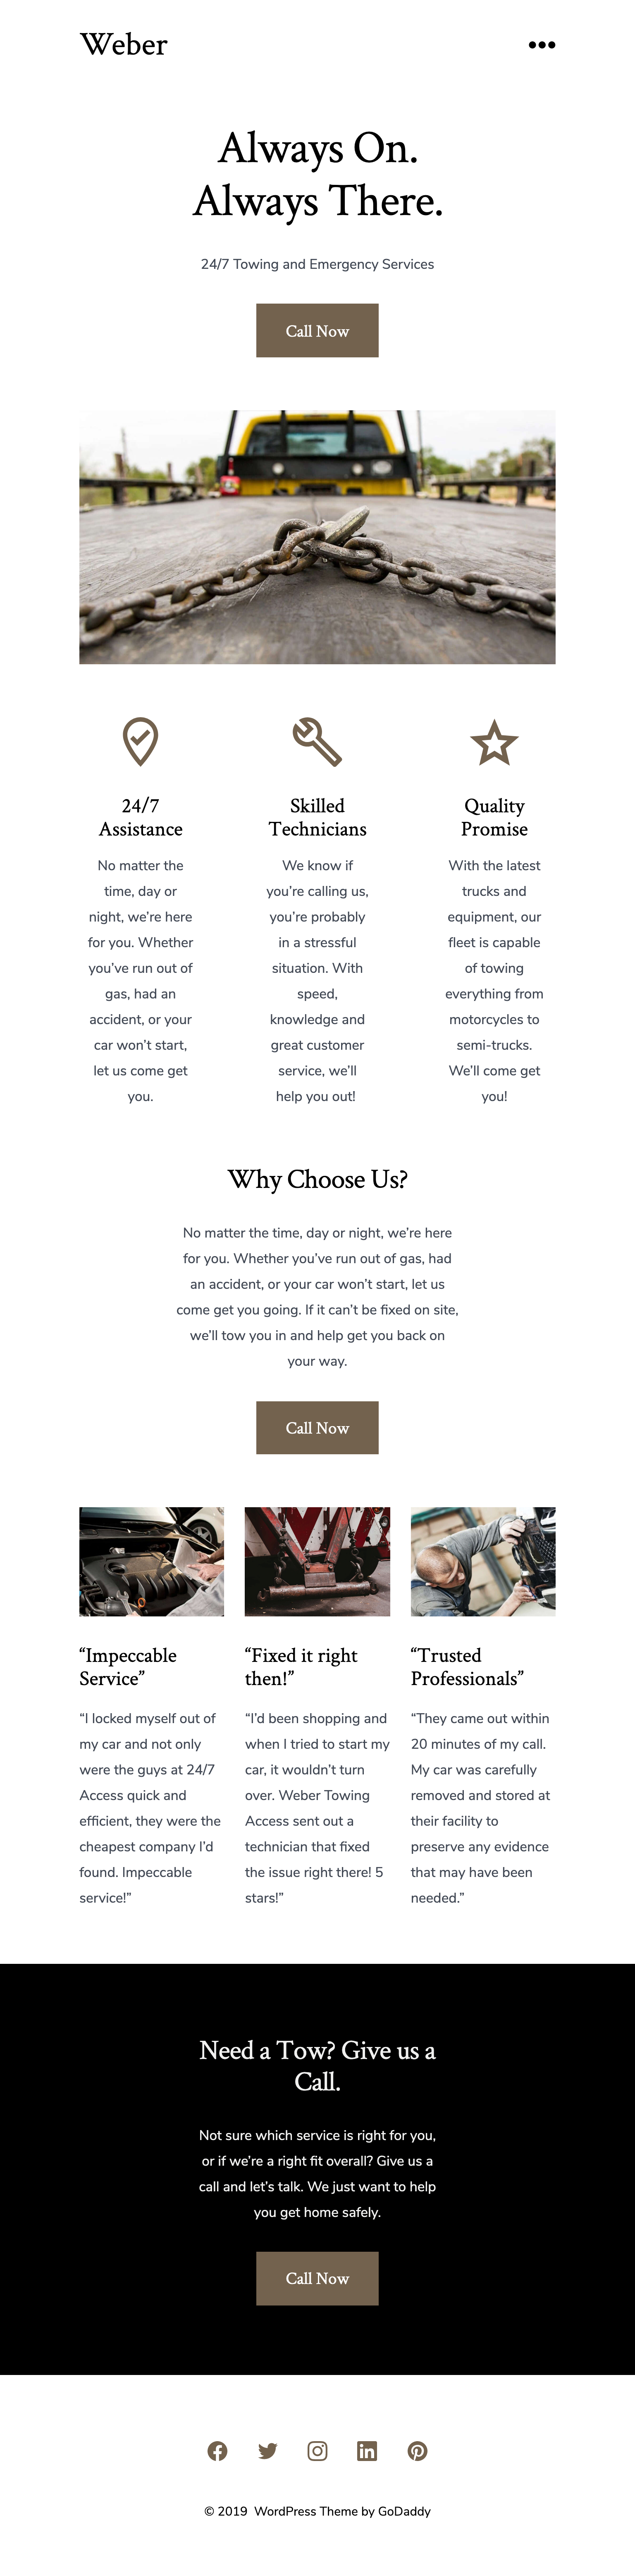 Weber
Always On.
Always There.
24/7 Towing and Emergency Services
Call Now
24/7
Assistance
No matter the
time, day or
night, we’re here
for you. Whether
you’ve run out of
gas, had an
accident, or your
car won’t start,
let us come get
you.
Skilled
Technicians
We know if
you’re calling us,
you’re probably
in a stressful
situation. With
speed,
knowledge and
great customer
service, we’ll
help you out!
Quality
Promise
With the latest
trucks and
equipment, our
fleet is capable
of towing
everything from
motorcycles to
semi-trucks.
We’ll come get
you!
Why Choose Us?
No matter the time, day or night, we’re here
for you. Whether you’ve run out of gas, had
an accident, or your car won’t start, let us
come get you going. If it can’t be fixed on site,
we’ll tow you in and help get you back on
your way.
Call Now
“Impeccable
Service”
“I locked myself out of
my car and not only
were the guys at 24/7
Access quick and
efficient, they were the
cheapest company I’d
found. Impeccable
service!”
“Fixed it right
then!”
“I’d been shopping and
when I tried to start my
car, it wouldn’t turn
over. Weber Towing
Access sent out a
technician that fixed
the issue right there! 5
stars!”
“Trusted
Professionals”
“They came out within
20 minutes of my call.
My car was carefully
removed and stored at
their facility to
preserve any evidence
that may have been
needed.”
Need a Tow? Give us a
Call.
Not sure which service is right for you,
or if we’re a right fit overall? Give us a
call and let’s talk. We just want to help
you get home safely.
Call Now
© 2019  WordPress Theme by GoDaddy